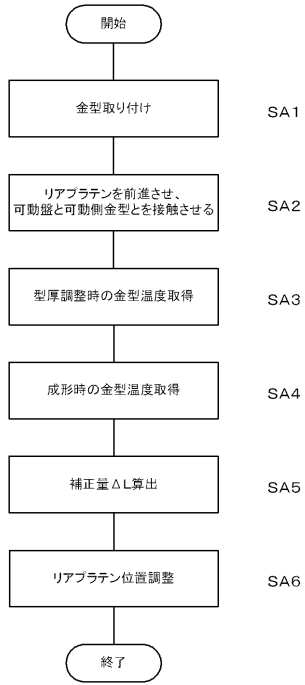 開始
金型取り付け
SA1
リアプラテンを前進させ、
可動盤と可動側金型とを接触させる
SA2
型厚調整時の金型温度取得
SA3
成形時の金型温度取得
SA4
補正量ΔL算出
SA5
リアプラテン位置調整
SA6
終了